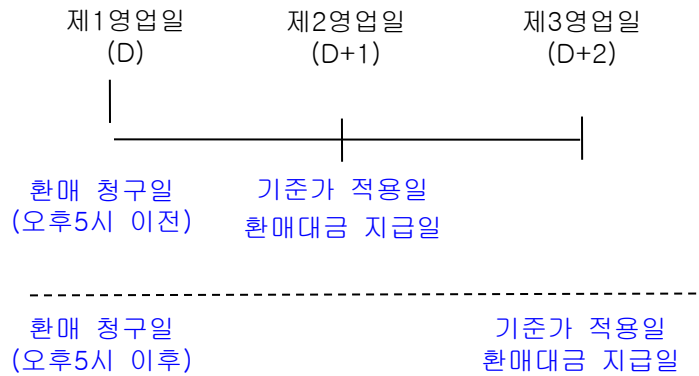 제1영업일 제2영업일 제3영업일
(D) (D+1) (D+2)
환매 청구일 기준가 적용일
(오후5시 이전) 환매대금 지급일
환매 청구일 기준가 적용일
(오후5시 이후) 환매대금 지급일